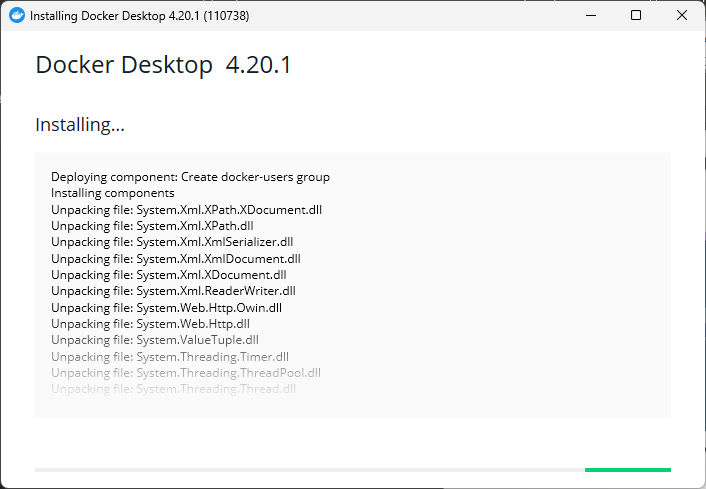 Installing Docker Desktop 4.20.1 (110738)
Docker Desktop 4.20.1
Installing...
Deploying component: Create docker-users group
Installing components
Unpacking file: System.Xml.XPath.XDocument.dll
Unpacking file: System.Xml.XPath.dll
Unpacking file: System.Xml.XmlSerializer.dll
Unpacking file: System.Xml.XmlDocument.dll
Unpacking file: System.Xml.XDocument.dll
Unpacking file: System.Xml.ReaderWriter.dll
Unpacking file: System.Web.Http.Owin.dll
Unpacking file: System.Web.Http.dll
Unpacking file: System.ValueTuple.dll
Unpacking file: System.Threading.Timer.dll
Unpacking file: System.Threading.ThreadPool.dll
Unpacking file: System.Threading.Thread.dll